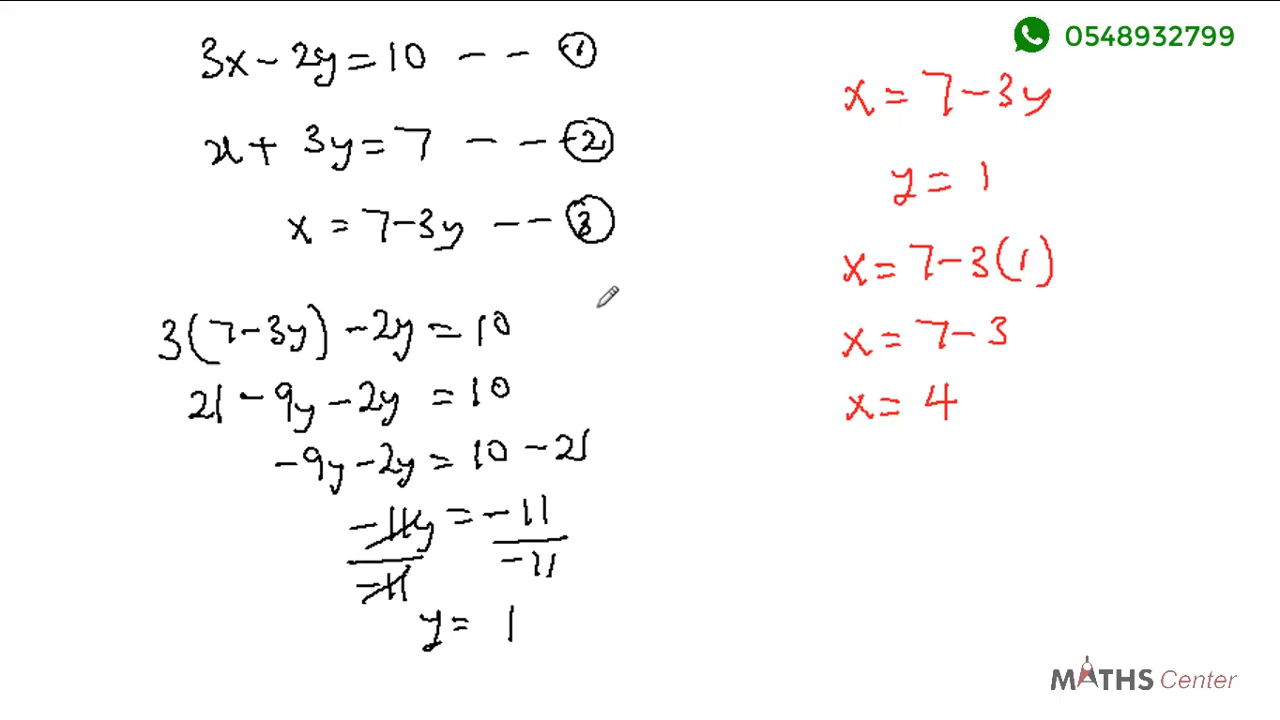 3x - 2y = 10 -- ①
x + 3y = 7 -- ②
x = 7 - 3y -- ③
3(7 - 3y) - 2y = 10
21 - 9y - 2y = 10
-9y - 2y = 10 - 21
-11y = -11
-11 -11
y = 1
0548932799
x = 7 - 3y
y = 1
x = 7 - 3(1)
x = 7 - 3
x = 4
MATHS Center